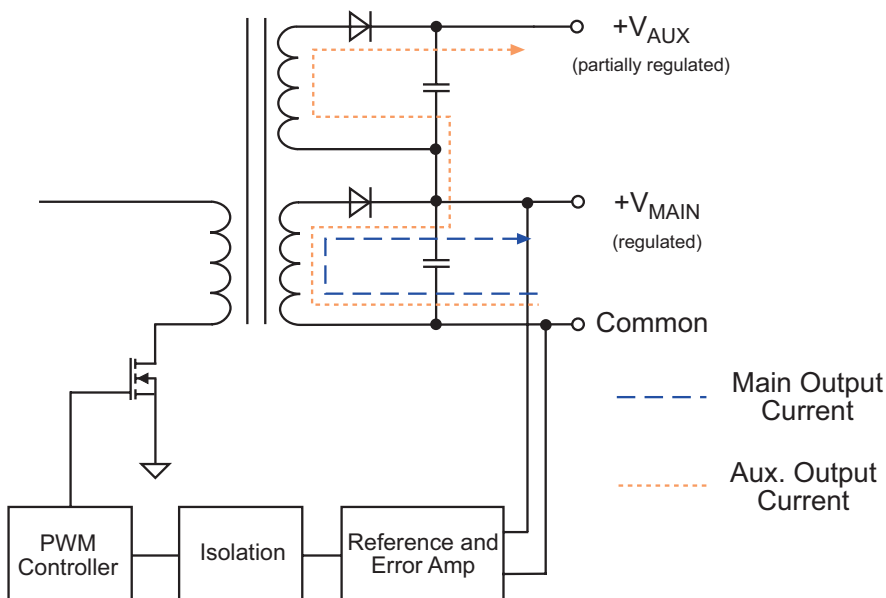 +VAUX
(partially regulated)
+VMAIN
(regulated)
Common
Main Output
Current
Aux. Output
Current
PWM
Controller
Isolation
Reference and
Error Amp